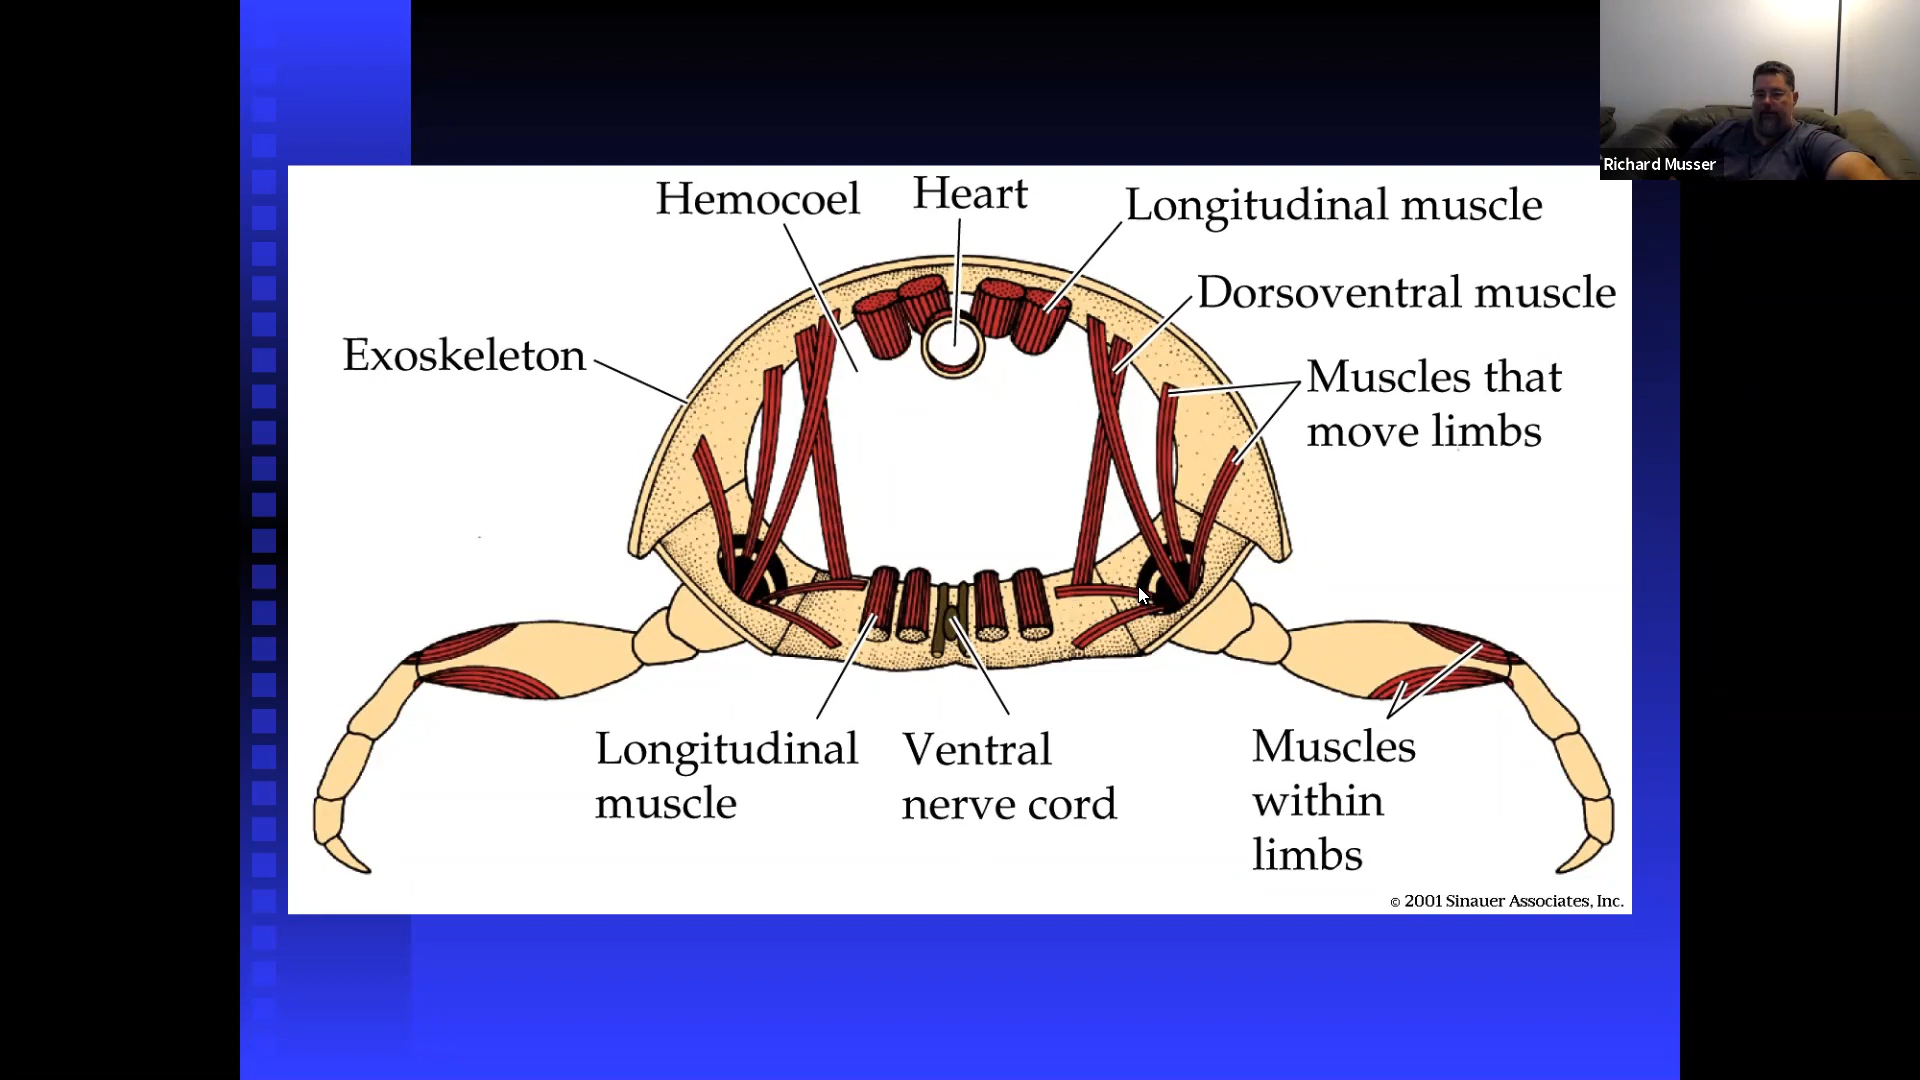 Richard Musser
Hemocoel
Heart
Longitudinal muscle
Dorsoventral muscle
Exoskeleton
Muscles that
move limbs
Longitudinal
muscle
Ventral
nerve cord
Muscles
within
limbs
© 2001 Sinauer Associates, Inc.